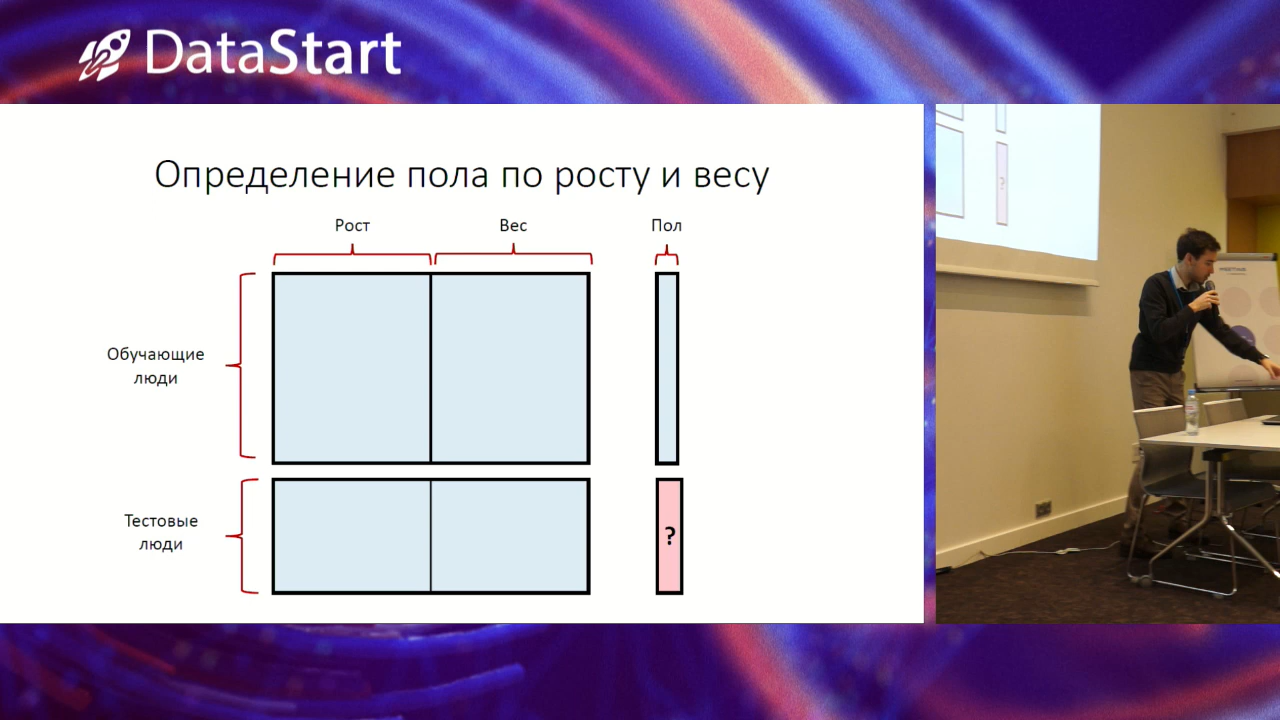 DataStart
Определение пола по росту и весу
Рост
Вес
Пол
Обучающие
люди
Тестовые
люди
?
?